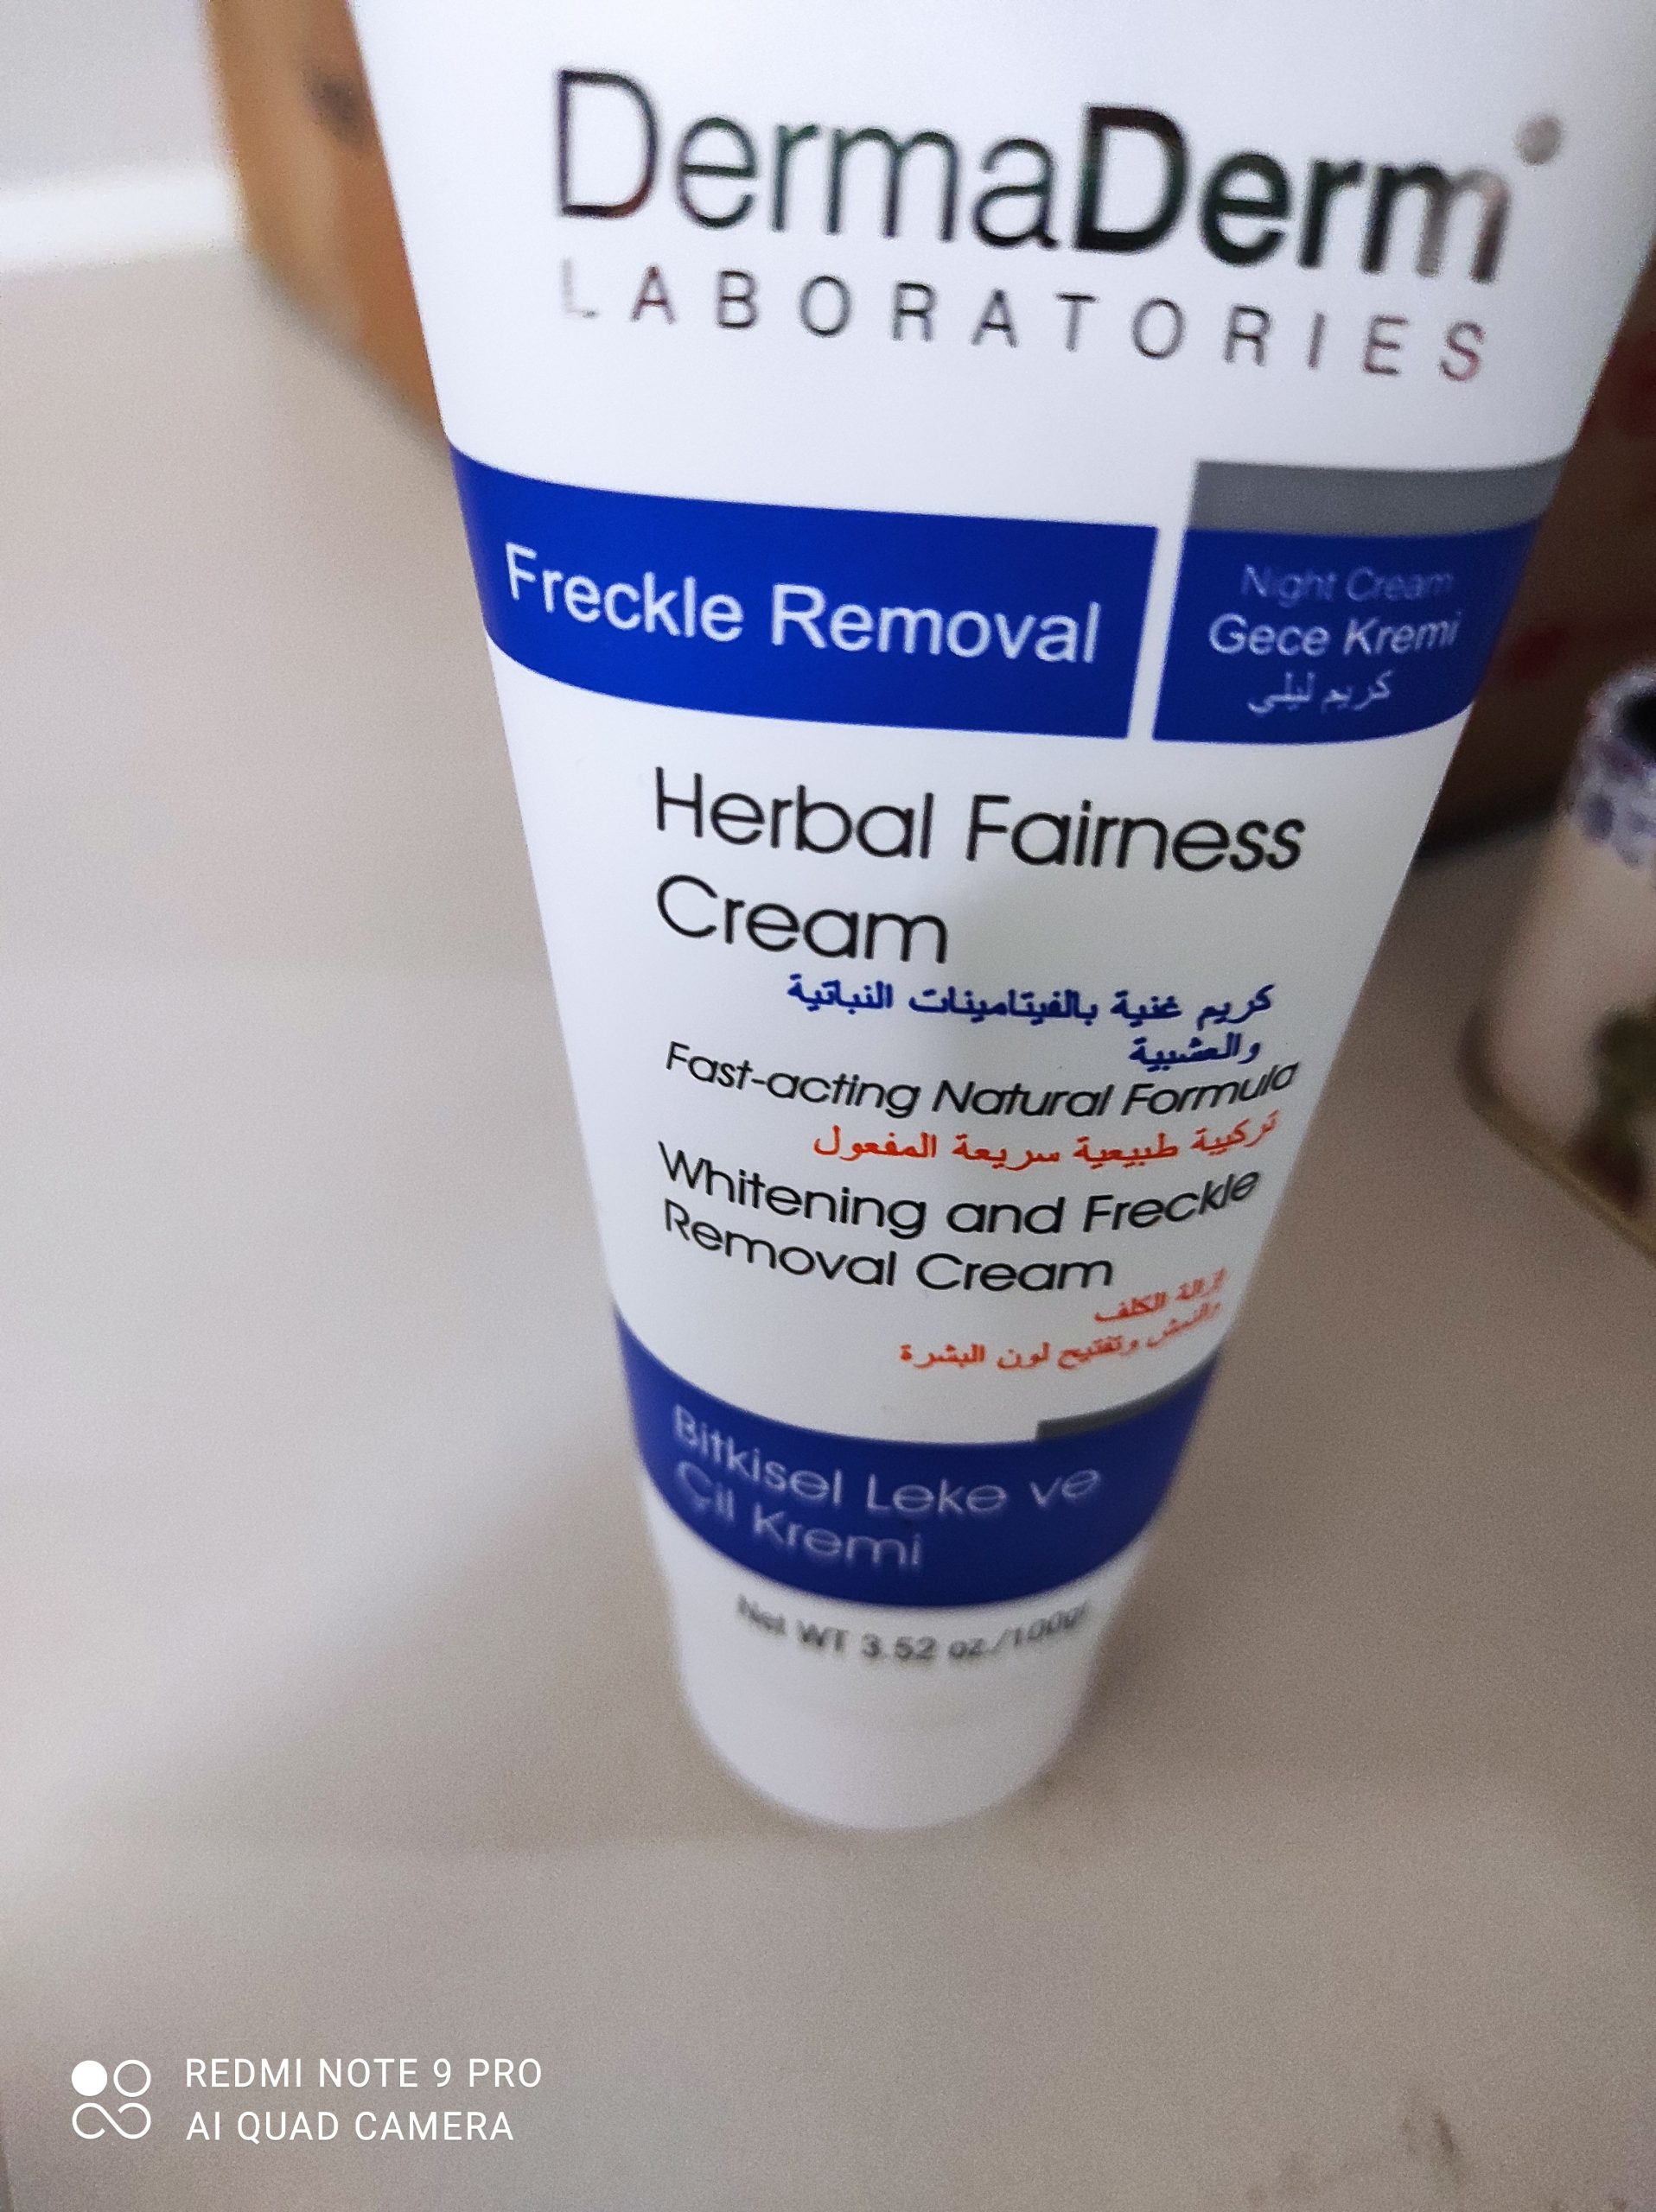 DermaDerm
LABORATORIES
Freckle Removal
Night Cream
Gece Kremi
كريم ليلي
Herbal Fairness
Cream
كريم غنية بالفيتامينات النباتية
والعشبية
Fast-acting Natural Formula
تركيبة طبيعية سريعة المفعول
Whitening and Freckle
Removal Cream
إزالة الكلف
والنمش وتفتيح لون البشرة
Bitkisel Leke ve
Çil Kremi
Net WT 3.52 oz./100gr.
REDMI NOTE 9 PRO
AI QUAD CAMERA